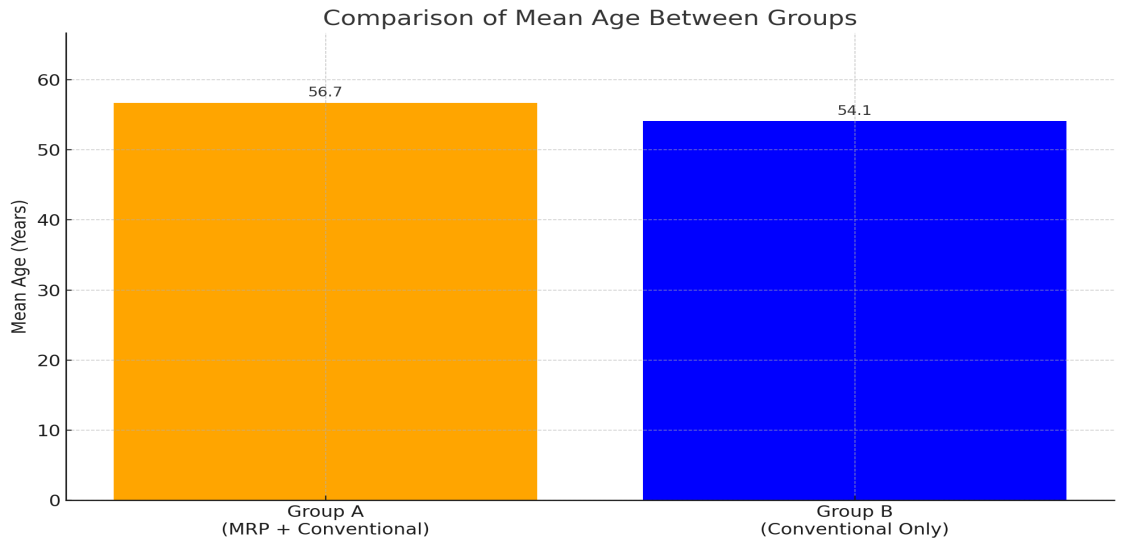 Comparison of Mean Age Between Groups
Mean Age (Years)
60
50
40
30
20
10
0
56.7
54.1
Group A
(MRP + Conventional)
Group B
(Conventional Only)